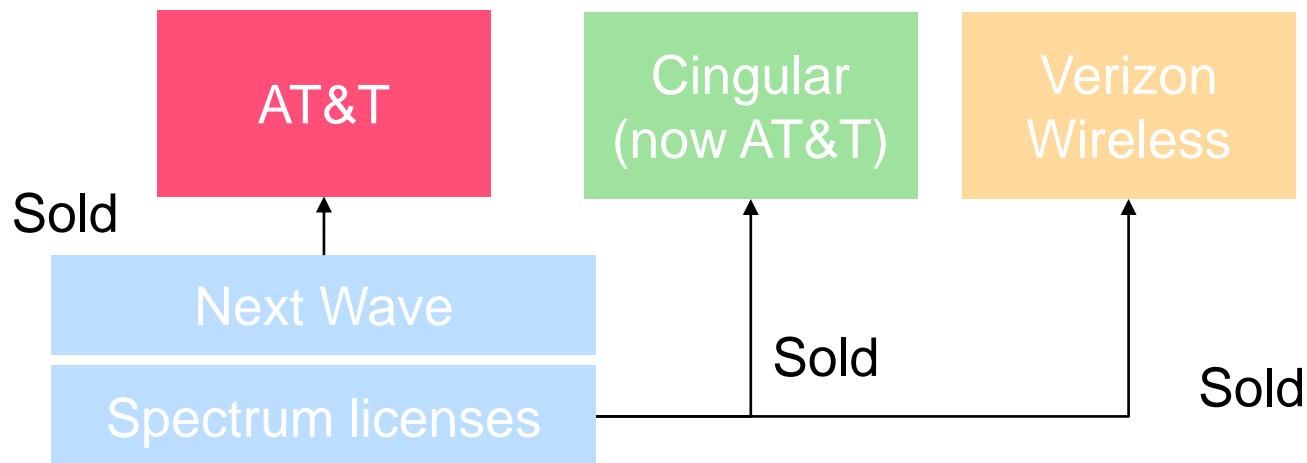 AT&T
Cingular
(now AT&T)
Verizon
Wireless
Sold
Next Wave
Sold
Spectrum licenses
Sold